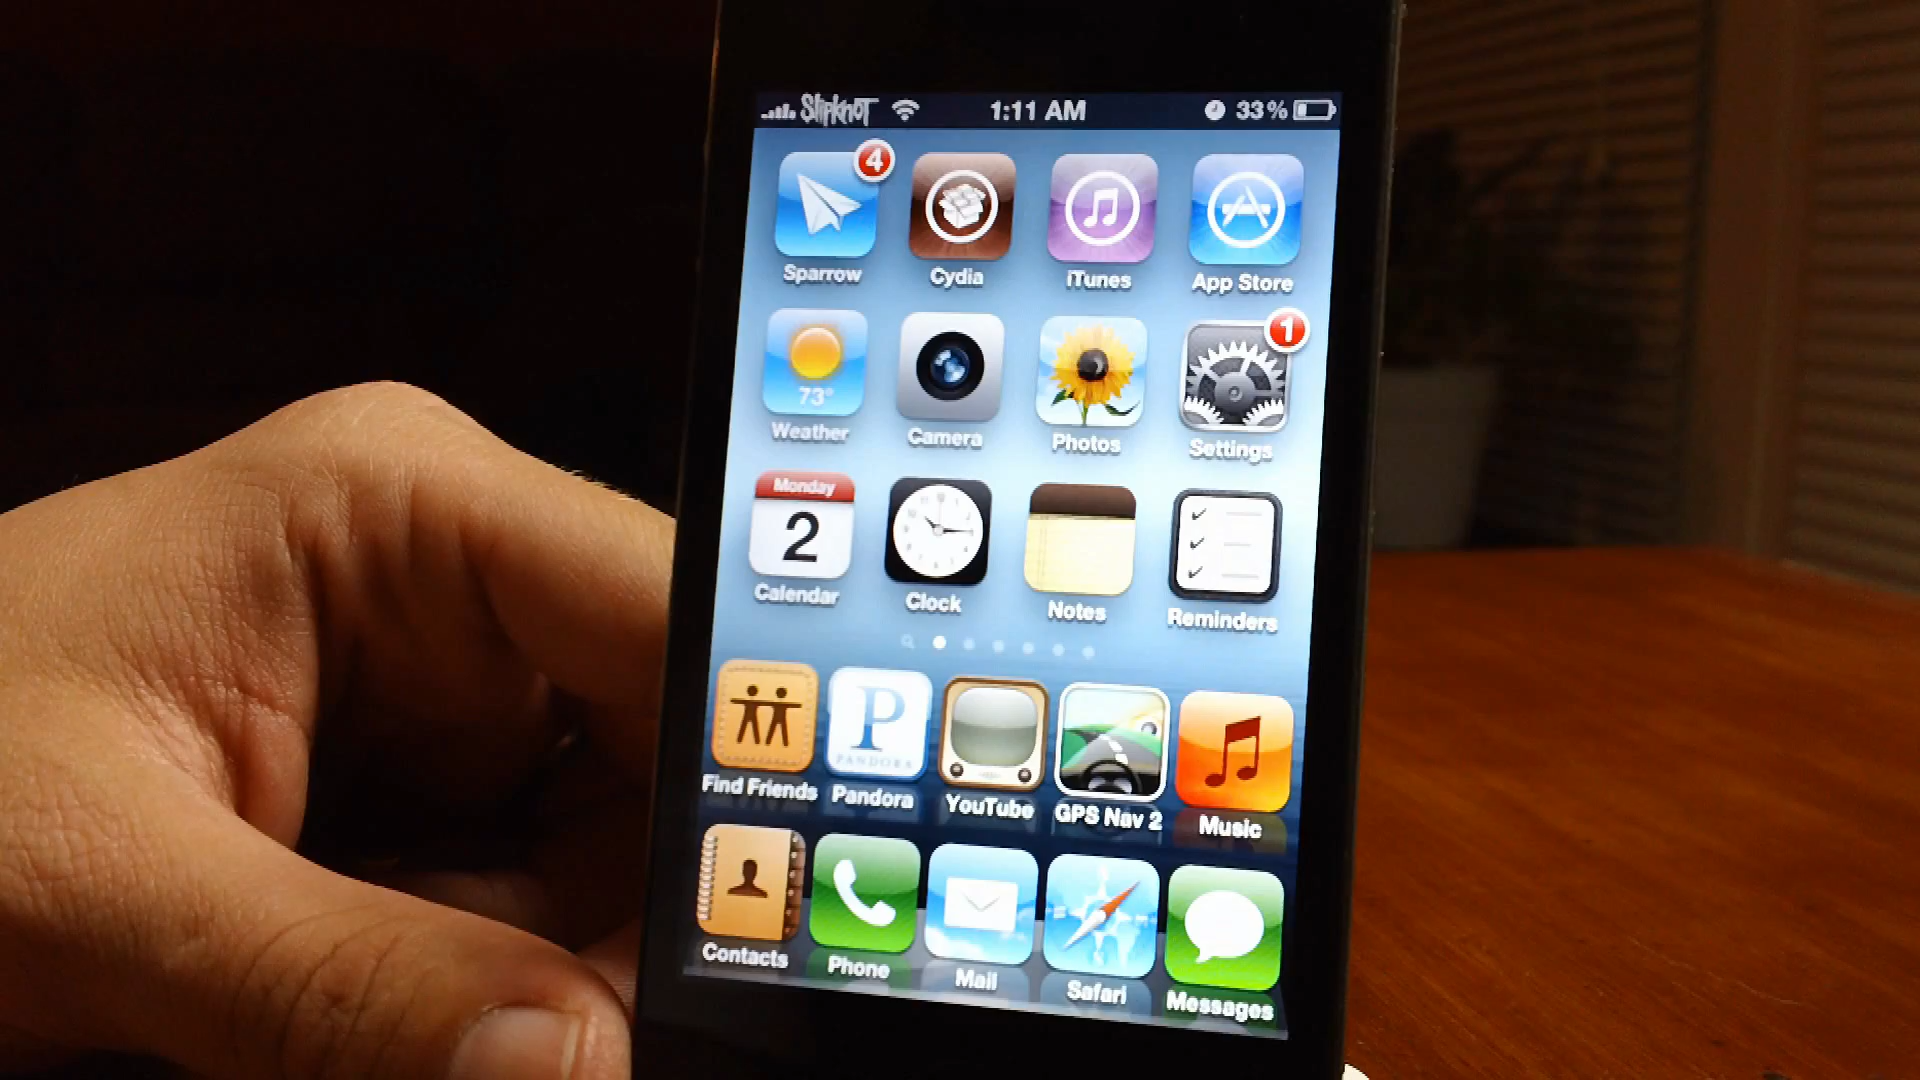 Slipknot 1:11 AM 33%
4
Sparrow Cydia iTunes App Store
73° 1
Weather Camera Photos Settings
Monday
2
Calendar Clock Notes Reminders
P
PANDORA
Find Friends Pandora YouTube GPS Nav 2 Music
Contacts Phone Mail Safari Messages